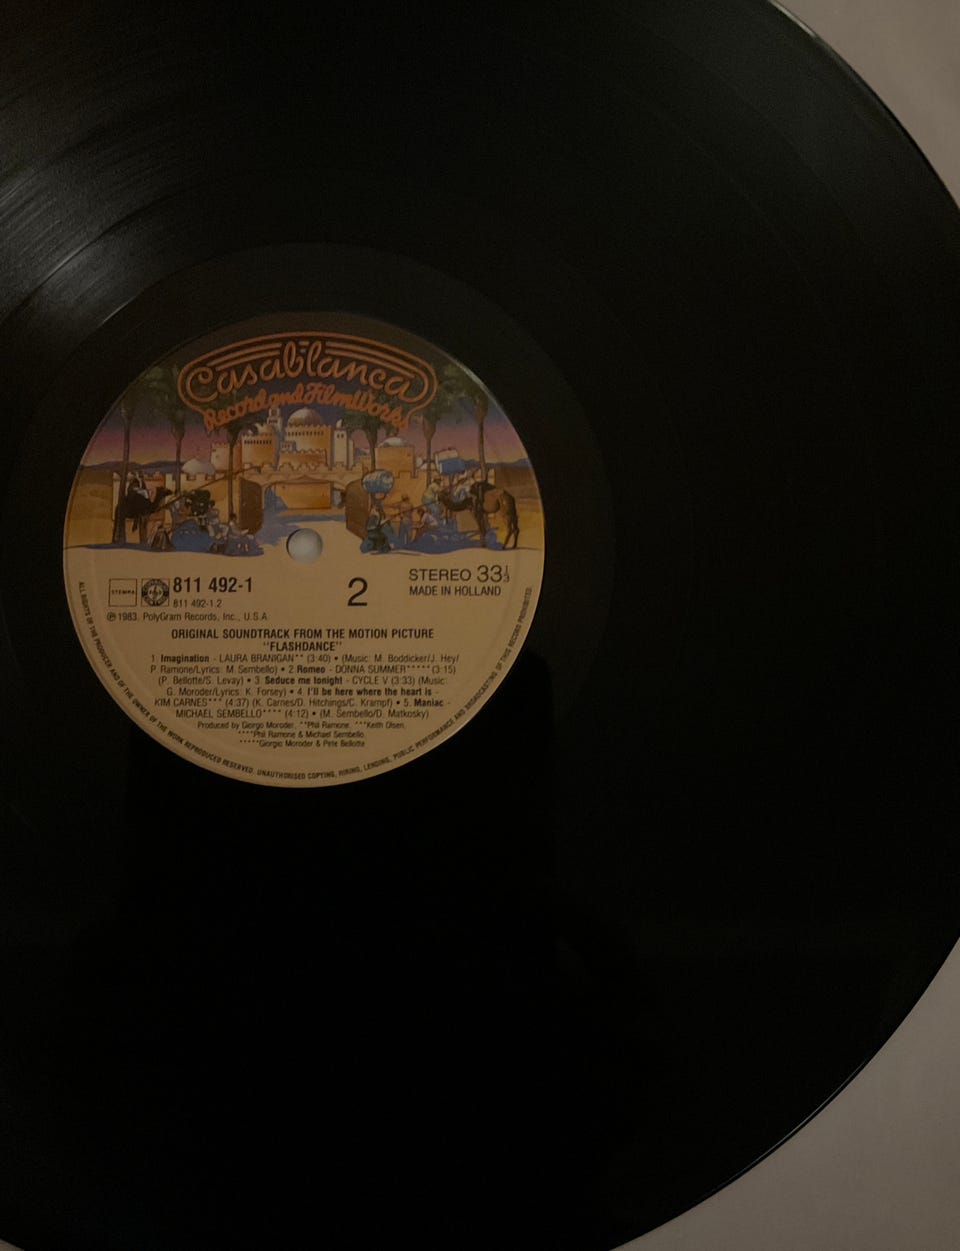 Casablanca
Record and FilmWorks
STEMRA
811 492-1
2
STEREO 33 1/3
811 492-1.2
MADE IN HOLLAND
℗ 1983, PolyGram Records, Inc., U.S.A.
ORIGINAL SOUNDTRACK FROM THE MOTION PICTURE
"FLASHDANCE"
1. Imagination - LAURA BRANIGAN** (3:40) • (Music: M. Boddicker/J. Hey/
P. Ramone/Lyrics: M. Sembello) • 2. Romeo - DONNA SUMMER***** (3:15)
(P. Bellotte/S. Levay) • 3. Seduce me tonight - CYCLE V (3:33) (Music:
G. Moroder/Lyrics: K. Forsey) • 4. I'll be here where the heart is -
KIM CARNES*** (4:37) (K. Carnes/D. Hitchings/C. Krampf) • 5. Maniac -
MICHAEL SEMBELLO**** (4:12) • (M. Sembello/D. Matkosky)
Produced by Giorgio Moroder, **Phil Ramone, ***Keith Olsen,
****Phil Ramone & Michael Sembello,
*****Giorgio Moroder & Pete Bellotte
ALL RIGHTS OF THE PRODUCER AND OF THE OWNER OF THE WORK REPRODUCED RESERVED. UNAUTHORISED COPYING, HIRING, LENDING, PUBLIC PERFORMANCE AND BROADCASTING OF THIS RECORD PROHIBITED.